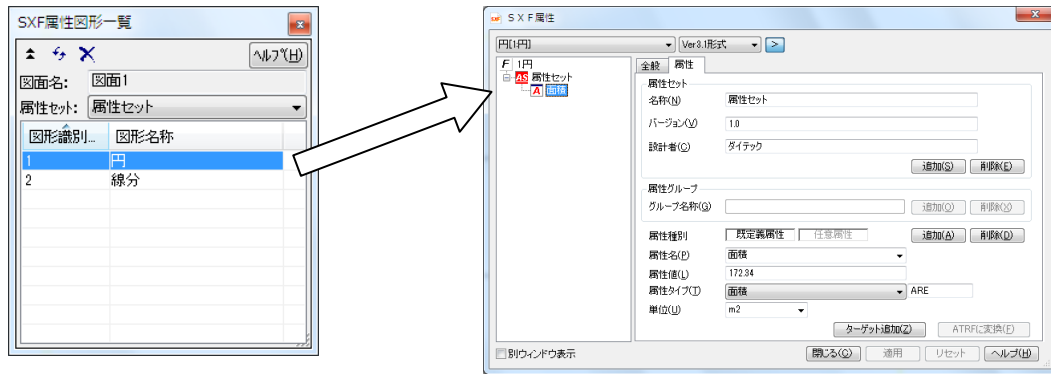 SXF属性図形一覧
ﾍﾙﾌﾟ(H)
図面名: 図面1
属性セット: 属性セット
図形識別... 図形名称
1 円
2 線分
SXF属性
円[1円] Ver3.1形式 >
F 1円
AS 属性セット
A 面積
全般 属性
属性セット
名称(N) 属性セット
バージョン(V) 1.0
設計者(C) ダイテック
追加(S) 削除(E)
属性グループ
グループ名称(G) 追加(O) 削除(X)
属性種別 既定義属性 任意属性 追加(A) 削除(D)
属性名(P) 面積
属性値(L) 172.34
属性タイプ(T) 面積 ARE
単位(U) m2
ターゲット追加(Z) ATRFに変換(F)
別ウィンドウ表示 閉じる(C) 適用 リセット ヘルプ(H)